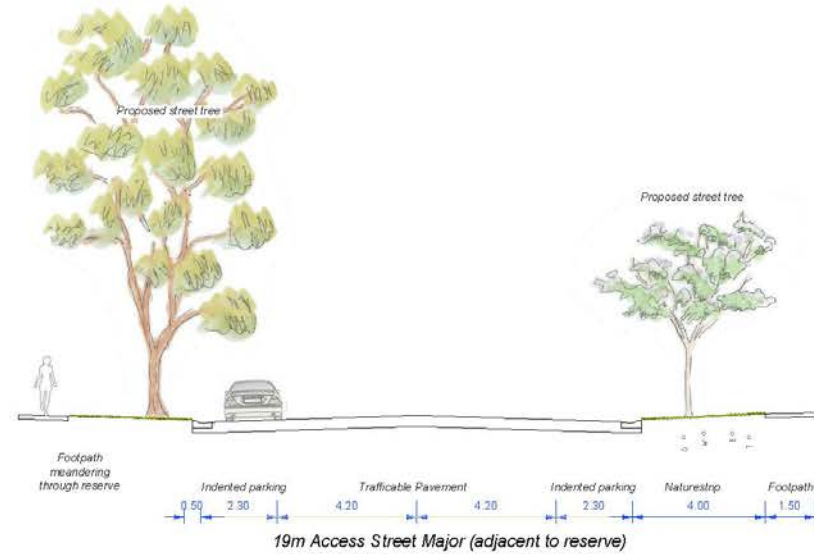 Proposed street tree
Proposed street tree
Footpath
meandering
through reserve
Indented parking
Trafficable Pavement
Indented parking
Naturestrip
Footpath
0.50 2.30 4.20 4.20 2.30 4.00 1.50
19m Access Street Major (adjacent to reserve)